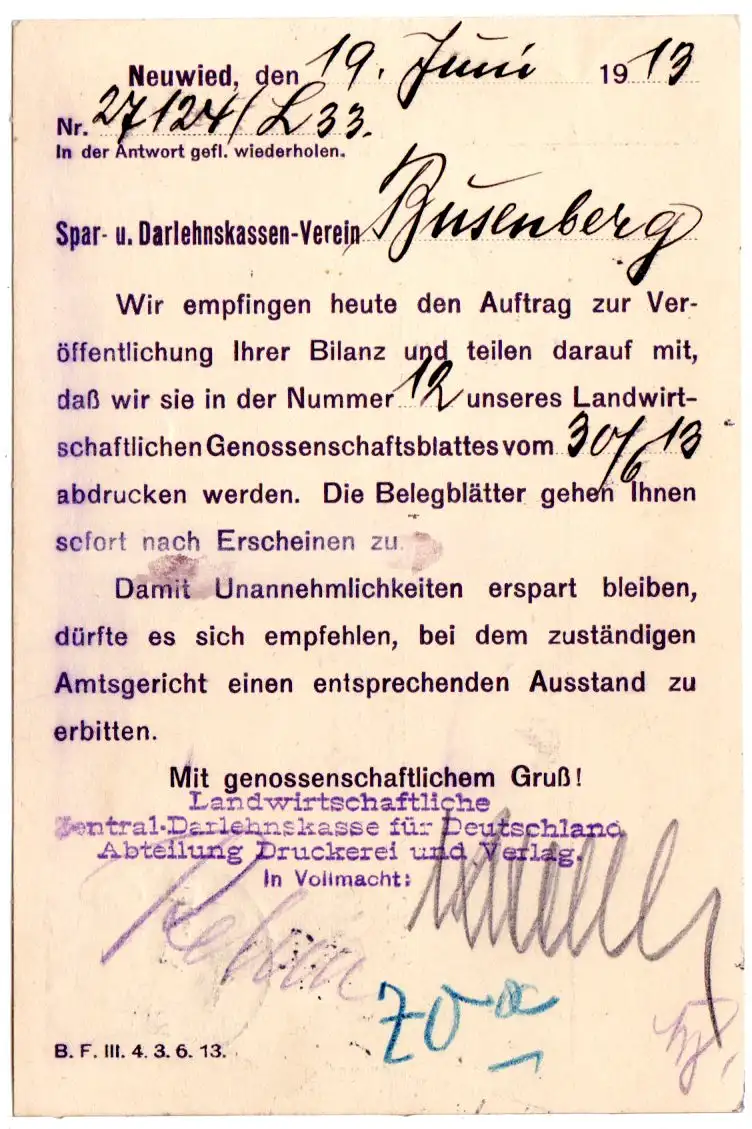 Neuwied, den 19. Juni 1913
Nr. 27124/L33.
In der Antwort gefl. wiederholen.
Spar- u. Darlehnskassen-Verein Busenberg
Wir empfingen heute den Auftrag zur Ver-
öffentlichung Ihrer Bilanz und teilen darauf mit,
daß wir sie in der Nummer 12 unseres Landwirt-
schaftlichen Genossenschaftsblattes vom 30/6 13
abdrucken werden. Die Belegblätter gehen Ihnen
sofort nach Erscheinen zu.
Damit Unannehmlichkeiten erspart bleiben,
dürfte es sich empfehlen, bei dem zuständigen
Amtsgericht einen entsprechenden Ausstand zu
erbitten.
Mit genossenschaftlichem Gruß!
Landwirtschaftliche
Zentral-Darlehnskasse für Deutschland
Abteilung Druckerei und Verlag.
In Vollmacht:
70 a
B. F. III. 4. 3. 6. 13.